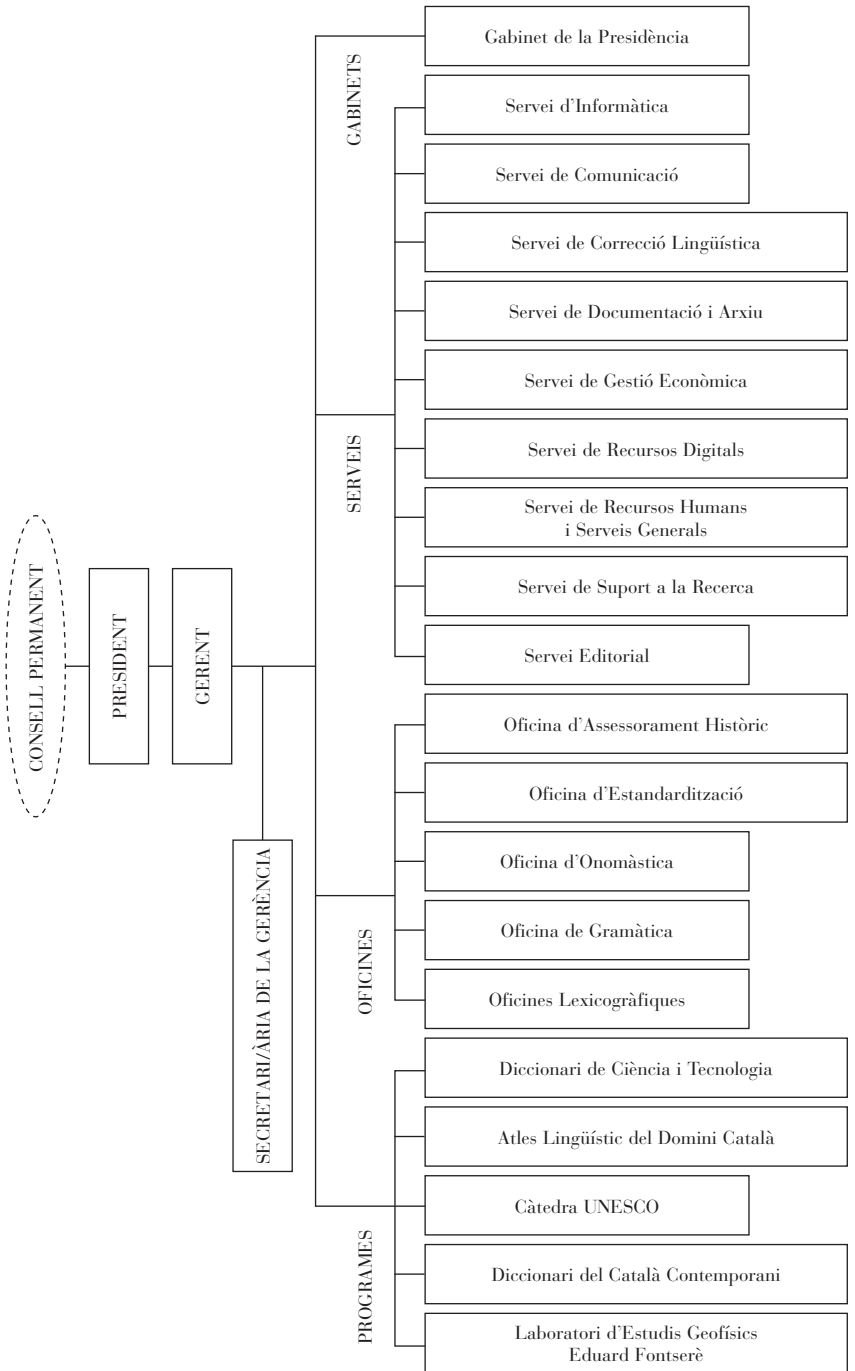 CONSELL PERMANENT
PRESIDENT
GERENT
SECRETARI/ÀRIA DE LA GERÈNCIA
GABINETS
Gabinet de la Presidència
SERVEIS
Servei d’Informàtica
Servei de Comunicació
Servei de Correcció Lingüística
Servei de Documentació i Arxiu
Servei de Gestió Econòmica
Servei de Recursos Digitals
Servei de Recursos Humans
i Serveis Generals
Servei de Suport a la Recerca
Servei Editorial
OFICINES
Oficina d’Assessorament Històric
Oficina d’Estandardització
Oficina d’Onomàstica
Oficina de Gramàtica
Oficines Lexicogràfiques
PROGRAMES
Diccionari de Ciència i Tecnologia
Atles Lingüístic del Domini Català
Càtedra UNESCO
Diccionari del Català Contemporani
Laboratori d’Estudis Geofísics
Eduard Fontserè